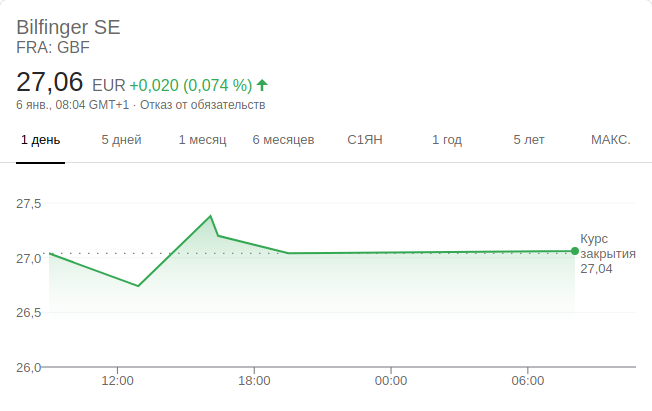 Bilfinger SE
FRA: GBF
27,06 EUR +0,020 (0,074 %)
6 янв., 08:04 GMT+1 · Отказ от обязательств
1 день 5 дней 1 месяц 6 месяцев С1ЯН 1 год 5 лет МАКС.
27,5
27,0
26,5
26,0
Курс
закрытия
27,04
12:00 18:00 00:00 06:00